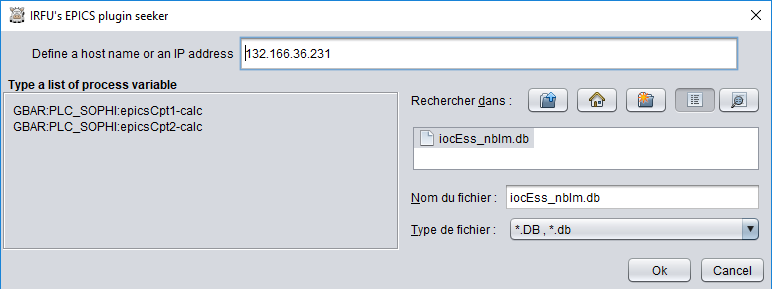 IRFU's EPICS plugin seeker
Define a host name or an IP address 132.166.36.231
Type a list of process variable
GBAR:PLC_SOPHI:epicsCpt1-calc
GBAR:PLC_SOPHI:epicsCpt2-calc
Rechercher dans :
iocEss_nblm.db
Nom du fichier : iocEss_nblm.db
Type de fichier : *.DB , *.db
Ok Cancel